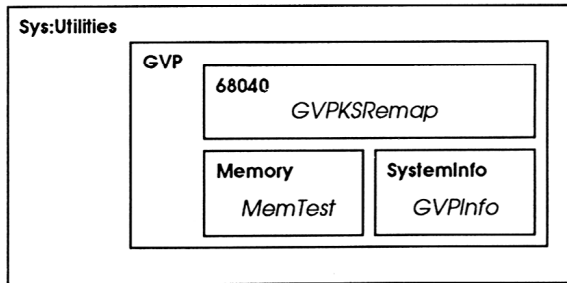 Sys:Utilities
GVP
68040
GVPKSRemap
Memory
MemTest
SystemInfo
GVPInfo